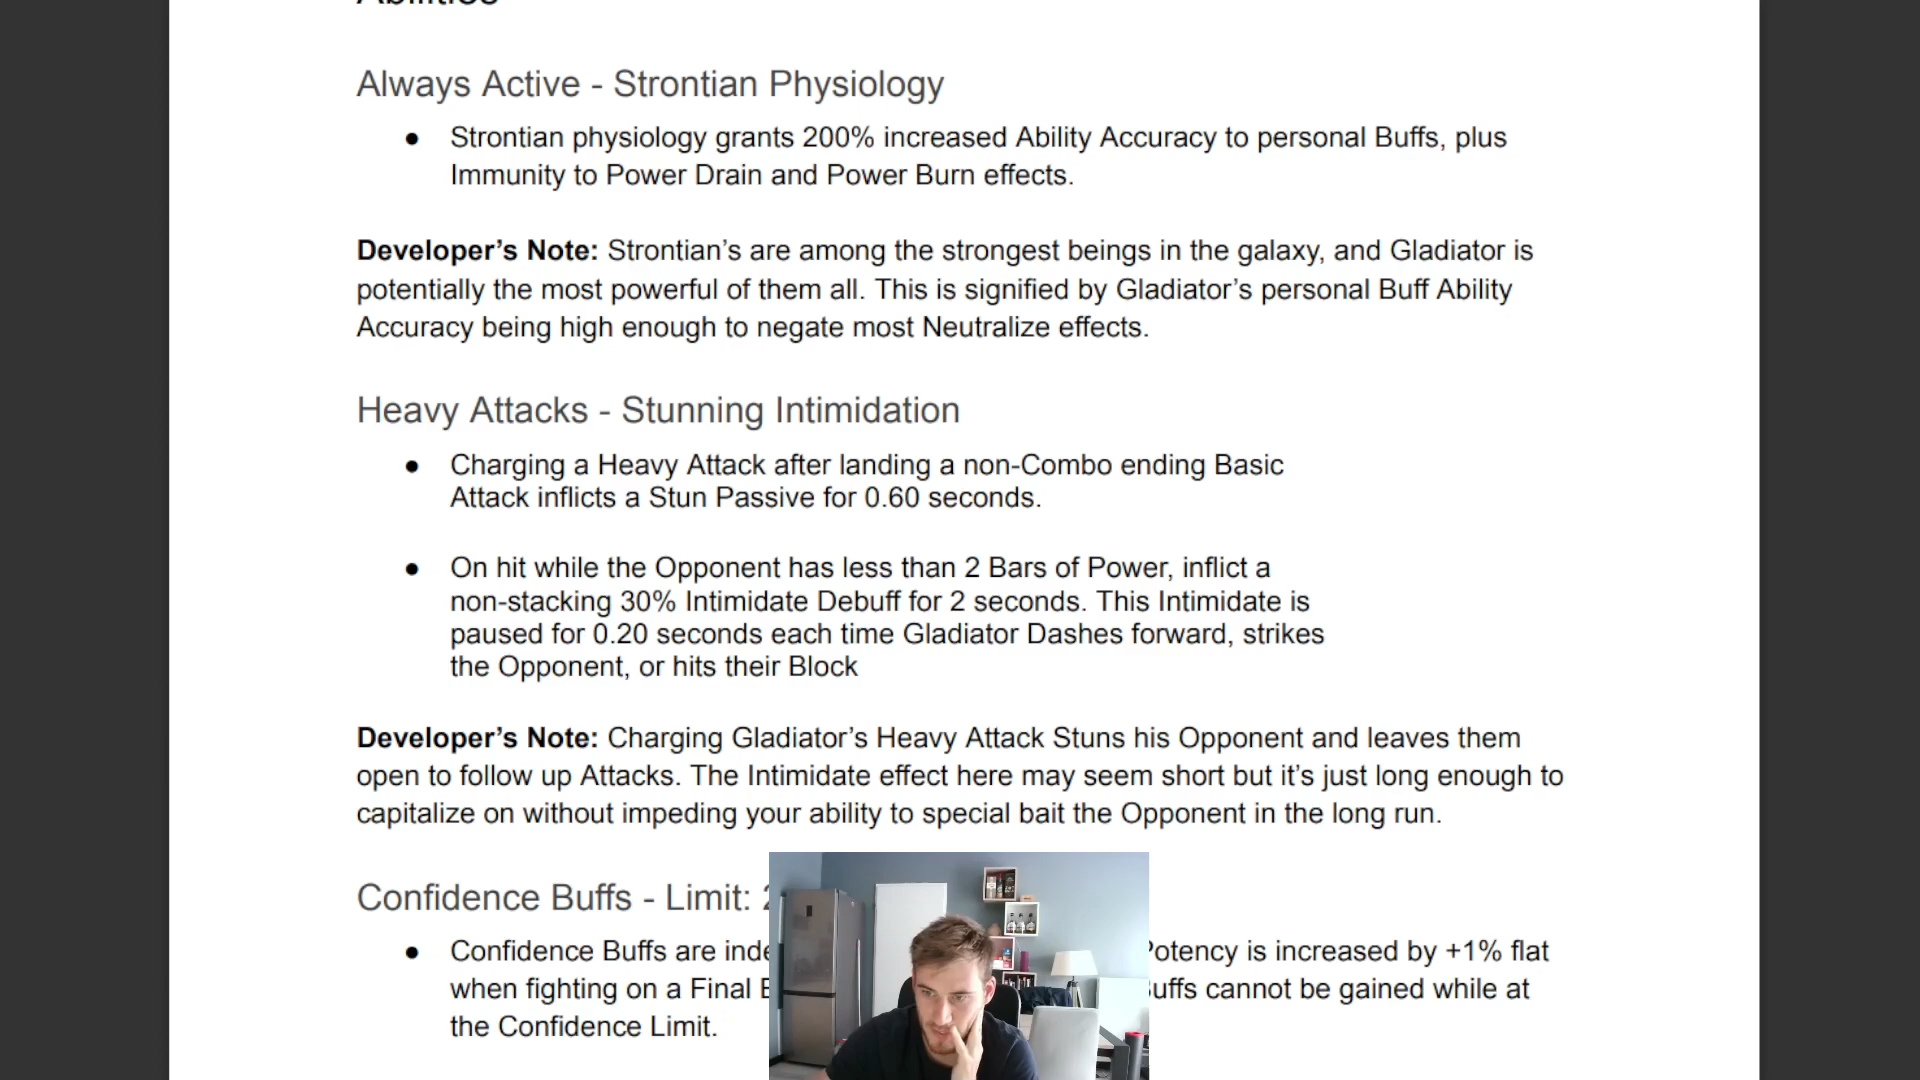 Abilities
Always Active - Strontian Physiology
● Strontian physiology grants 200% increased Ability Accuracy to personal Buffs, plus
Immunity to Power Drain and Power Burn effects.
Developer’s Note: Strontian’s are among the strongest beings in the galaxy, and Gladiator is
potentially the most powerful of them all. This is signified by Gladiator’s personal Buff Ability
Accuracy being high enough to negate most Neutralize effects.
Heavy Attacks - Stunning Intimidation
● Charging a Heavy Attack after landing a non-Combo ending Basic
Attack inflicts a Stun Passive for 0.60 seconds.
● On hit while the Opponent has less than 2 Bars of Power, inflict a
non-stacking 30% Intimidate Debuff for 2 seconds. This Intimidate is
paused for 0.20 seconds each time Gladiator Dashes forward, strikes
the Opponent, or hits their Block
Developer’s Note: Charging Gladiator’s Heavy Attack Stuns his Opponent and leaves them
open to follow up Attacks. The Intimidate effect here may seem short but it’s just long enough to
capitalize on without impeding your ability to special bait the Opponent in the long run.
Confidence Buffs - Limit:
● Confidence Buffs are Potency is increased by +1% flat
when fighting on a Final Buffs cannot be gained while at
the Confidence Limit.